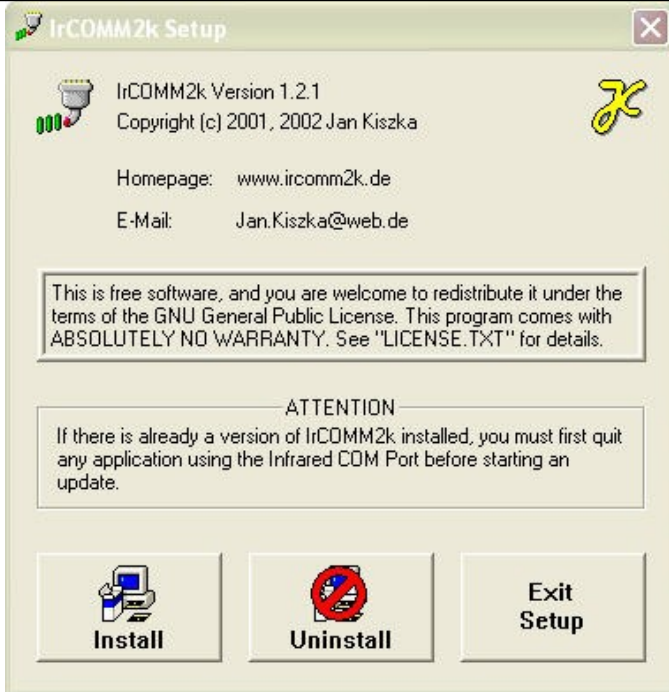 IrCOMM2k Setup
IrCOMM2k Version 1.2.1
Copyright (c) 2001, 2002 Jan Kiszka
Homepage: www.ircomm2k.de
E-Mail: Jan.Kiszka@web.de
This is free software, and you are welcome to redistribute it under the
terms of the GNU General Public License. This program comes with
ABSOLUTELY NO WARRANTY. See "LICENSE.TXT" for details.
ATTENTION
If there is already a version of IrCOMM2k installed, you must first quit
any application using the Infrared COM Port before starting an
update.
Install
Uninstall
Exit
Setup